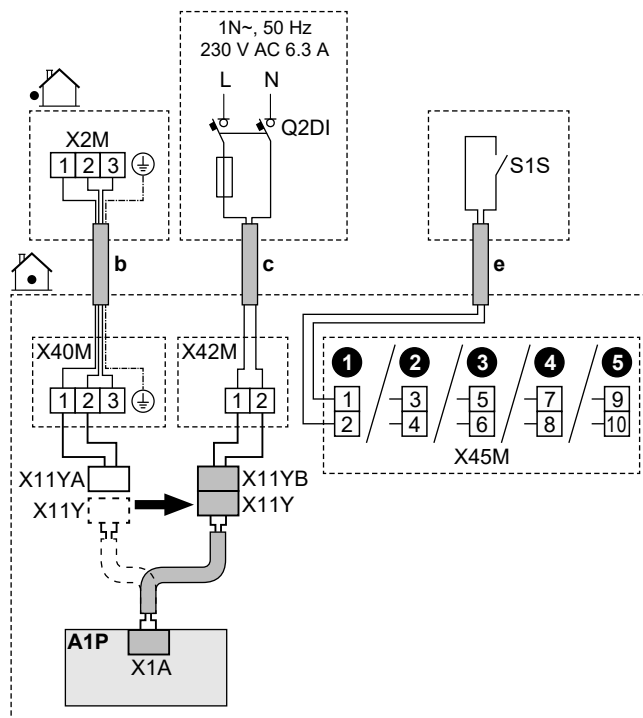 1N~, 50 Hz
230 V AC 6.3 A
L N
Q2DI
X2M
1 2 3
S1S
b
c
e
X40M
1 2 3
X42M
1 2
1 2 3 4 5
1 3 5 7 9
2 4 6 8 10
X45M
X11YA
X11YB
X11Y
X11Y
A1P
X1A